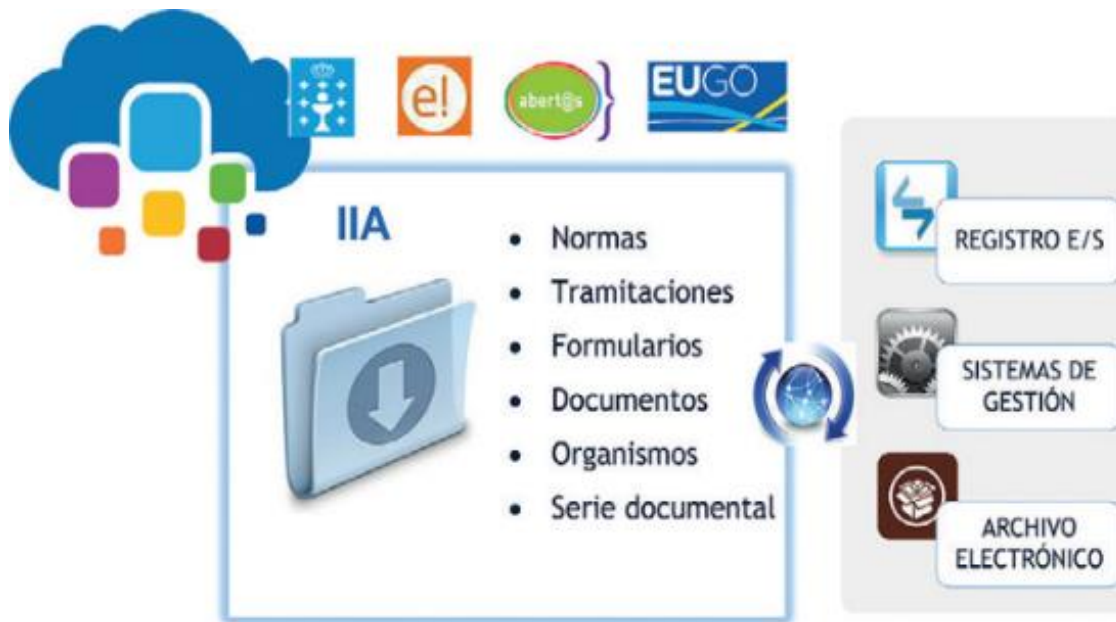 e!
abert@s
EUGO
IIA
• Normas
• Tramitaciones
• Formularios
• Documentos
• Organismos
• Serie documental
REGISTRO E/S
SISTEMAS DE
GESTIÓN
ARCHIVO
ELECTRÓNICO